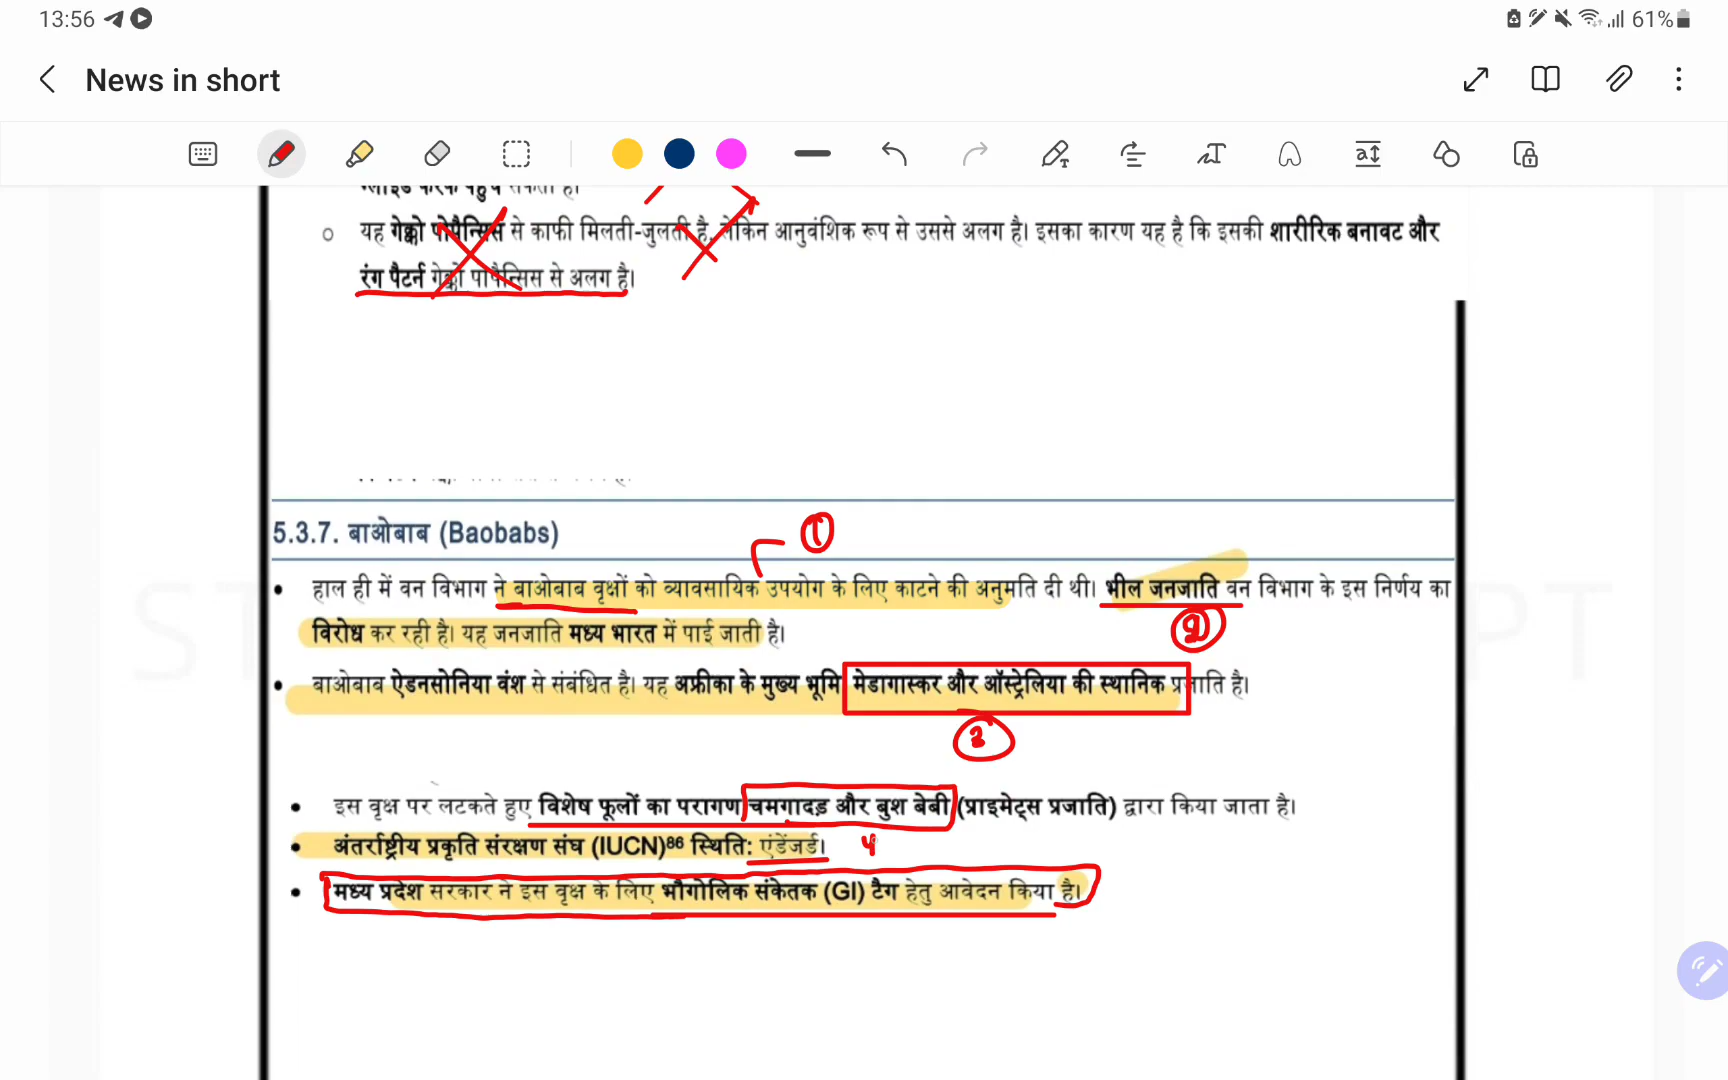 13:56
61%
News in short
यह गेक्को पोपैन्सिस से काफी मिलती-जुलती है, लेकिन आनुवंशिक रूप से उससे अलग है। इसका कारण यह है कि इसकी शारीरिक बनावट और
रंग पैटर्न गेक्को पोपैन्सिस से अलग है।
5.3.7. बाओबाब (Baobabs)
1
हाल ही में वन विभाग ने बाओबाब वृक्षों को व्यावसायिक उपयोग के लिए काटने की अनुमति दी थी। भील जनजाति वन विभाग के इस निर्णय का
विरोध कर रही है। यह जनजाति मध्य भारत में पाई जाती है।
बाओबाब ऐडनसोनिया वंश से संबंधित है। यह अफ्रीका के मुख्य भूमि मेडागास्कर और ऑस्ट्रेलिया की स्थानिक प्रजाति है।
इस वृक्ष पर लटकते हुए विशेष फूलों का परागण चमगादड़ और बुश बेबी (प्राइमेट्स प्रजाति) द्वारा किया जाता है।
अंतर्राष्ट्रीय प्रकृति संरक्षण संघ (IUCN)86 स्थिति: एंडेंजर्ड।
मध्य प्रदेश सरकार ने इस वृक्ष के लिए भौगोलिक संकेतक (GI) टैग हेतु आवेदन किया है।